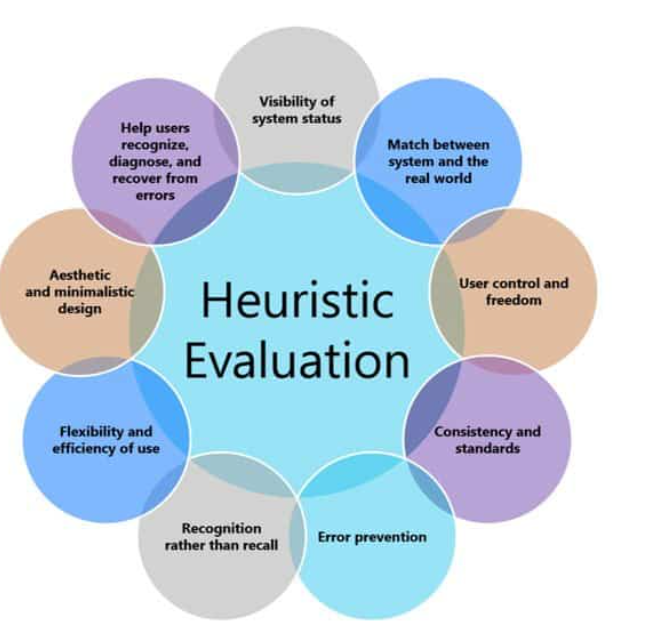 Visibility of
system status
Match between
system and the
real world
User control and
freedom
Consistency and
standards
Error prevention
Recognition
rather than recall
Flexibility and
efficiency of use
Aesthetic
and minimalistic
design
Help users
recognize,
diagnose, and
recover from
errors
Heuristic
Evaluation